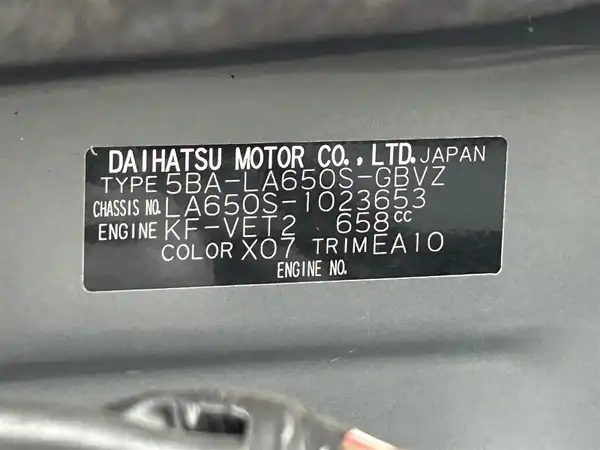 DAIHATSU MOTOR CO., LTD. JAPAN
TYPE 5BA-LA650S-GBVZ
CHASSIS NO. LA650S-1023653
ENGINE KF-VET2 658cc
COLOR X07 TRIM EA10
ENGINE NO.